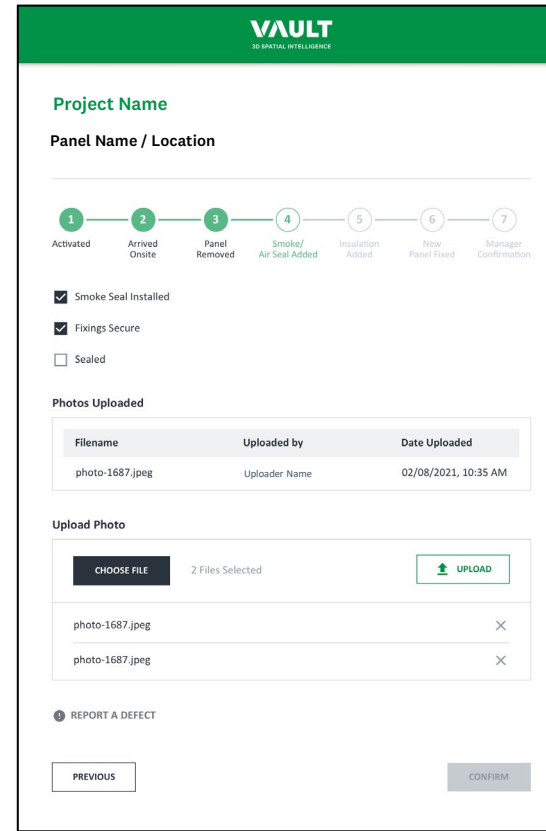 VAULT
3D SPATIAL INTELLIGENCE
Project Name
Panel Name / Location
1 2 3 4 5 6 7
Activated Arrived Panel Smoke/ Insulation New Manager
Onsite Removed Air Seal Added Added Panel Fixed Confirmation
Smoke Seal Installed
Fixings Secure
Sealed
Photos Uploaded
Filename Uploaded by Date Uploaded
photo-1687.jpeg Uploader Name 02/08/2021, 10:35 AM
Upload Photo
CHOOSE FILE 2 Files Selected UPLOAD
photo-1687.jpeg
photo-1687.jpeg
REPORT A DEFECT
PREVIOUS CONFIRM